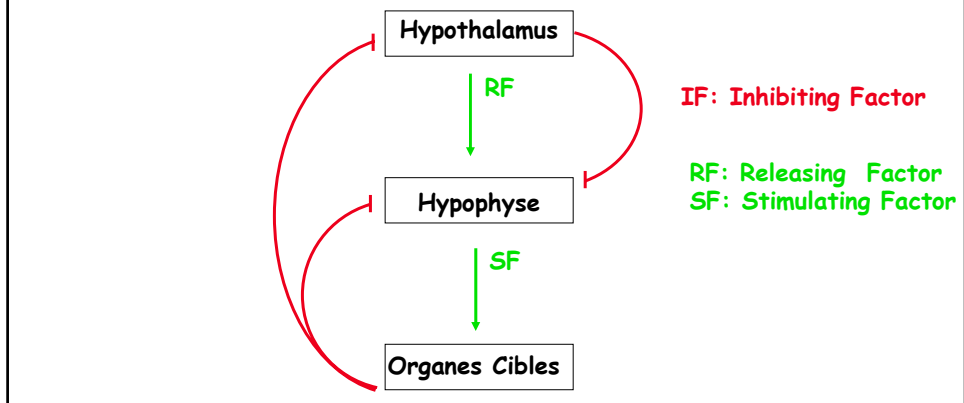 Hypothalamus
RF
IF: Inhibiting Factor
RF: Releasing Factor
SF: Stimulating Factor
Hypophyse
SF
Organes Cibles